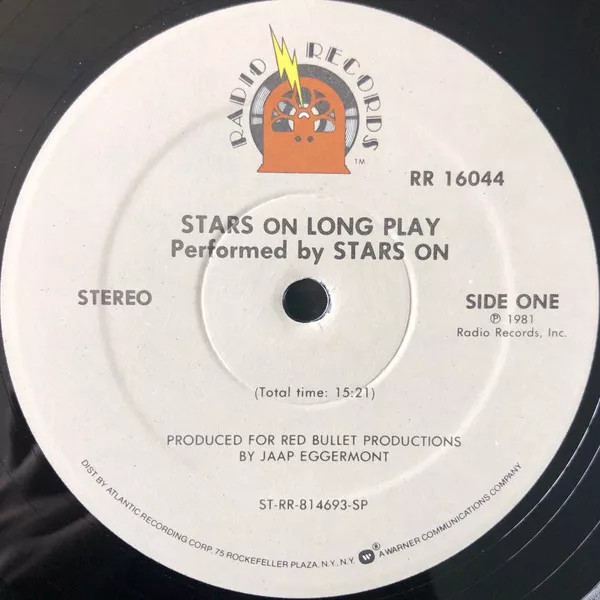 RADIO RECORDS
TM
RR 16044
STARS ON LONG PLAY
Performed by STARS ON
STEREO
SIDE ONE
℗ 1981
Radio Records, Inc.
(Total time: 15:21)
PRODUCED FOR RED BULLET PRODUCTIONS
BY JAAP EGGERMONT
ST-RR-814693-SP
DIST BY ATLANTIC RECORDING CORP. 75 ROCKEFELLER PLAZA, N.Y., N.Y. ® A WARNER COMMUNICATIONS COMPANY